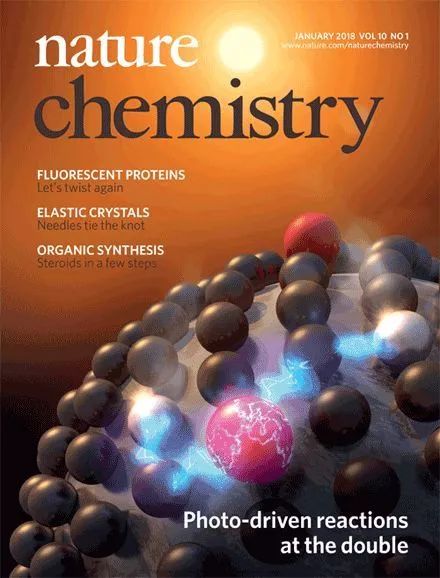 nature
JANUARY 2018 VOL 10 NO 1
www.nature.com/naturechemistry
chemistry
FLUORESCENT PROTEINS
Let's twist again
ELASTIC CRYSTALS
Needles tie the knot
ORGANIC SYNTHESIS
Steroids in a few steps
Photo-driven reactions
at the double